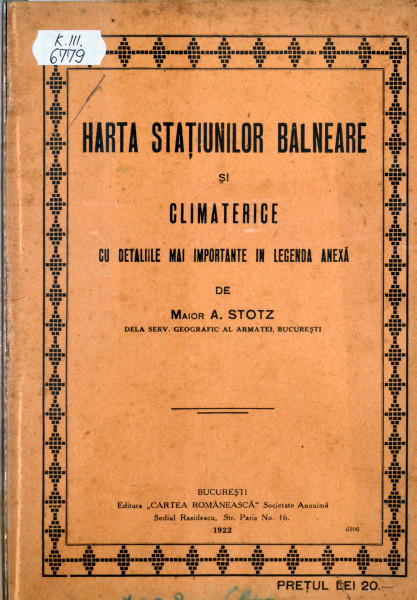 K. III.
6779
HARTA STAȚIUNILOR BALNEARE
ȘI
CLIMATERICE
CU DETALIILE MAI IMPORTANTE IN LEGENDA ANEXĂ
DE
MAIOR A. STOTZ
DELA SERV. GEOGRAFIC AL ARMATEI, BUCUREȘTI
BUCUREȘTI
Editura „CARTEA ROMÂNEASCĂ“ Societate Anonimă
Sediul Rasidescu, Str. Paris No. 16.
1922
6206
PREȚUL LEI 20.—